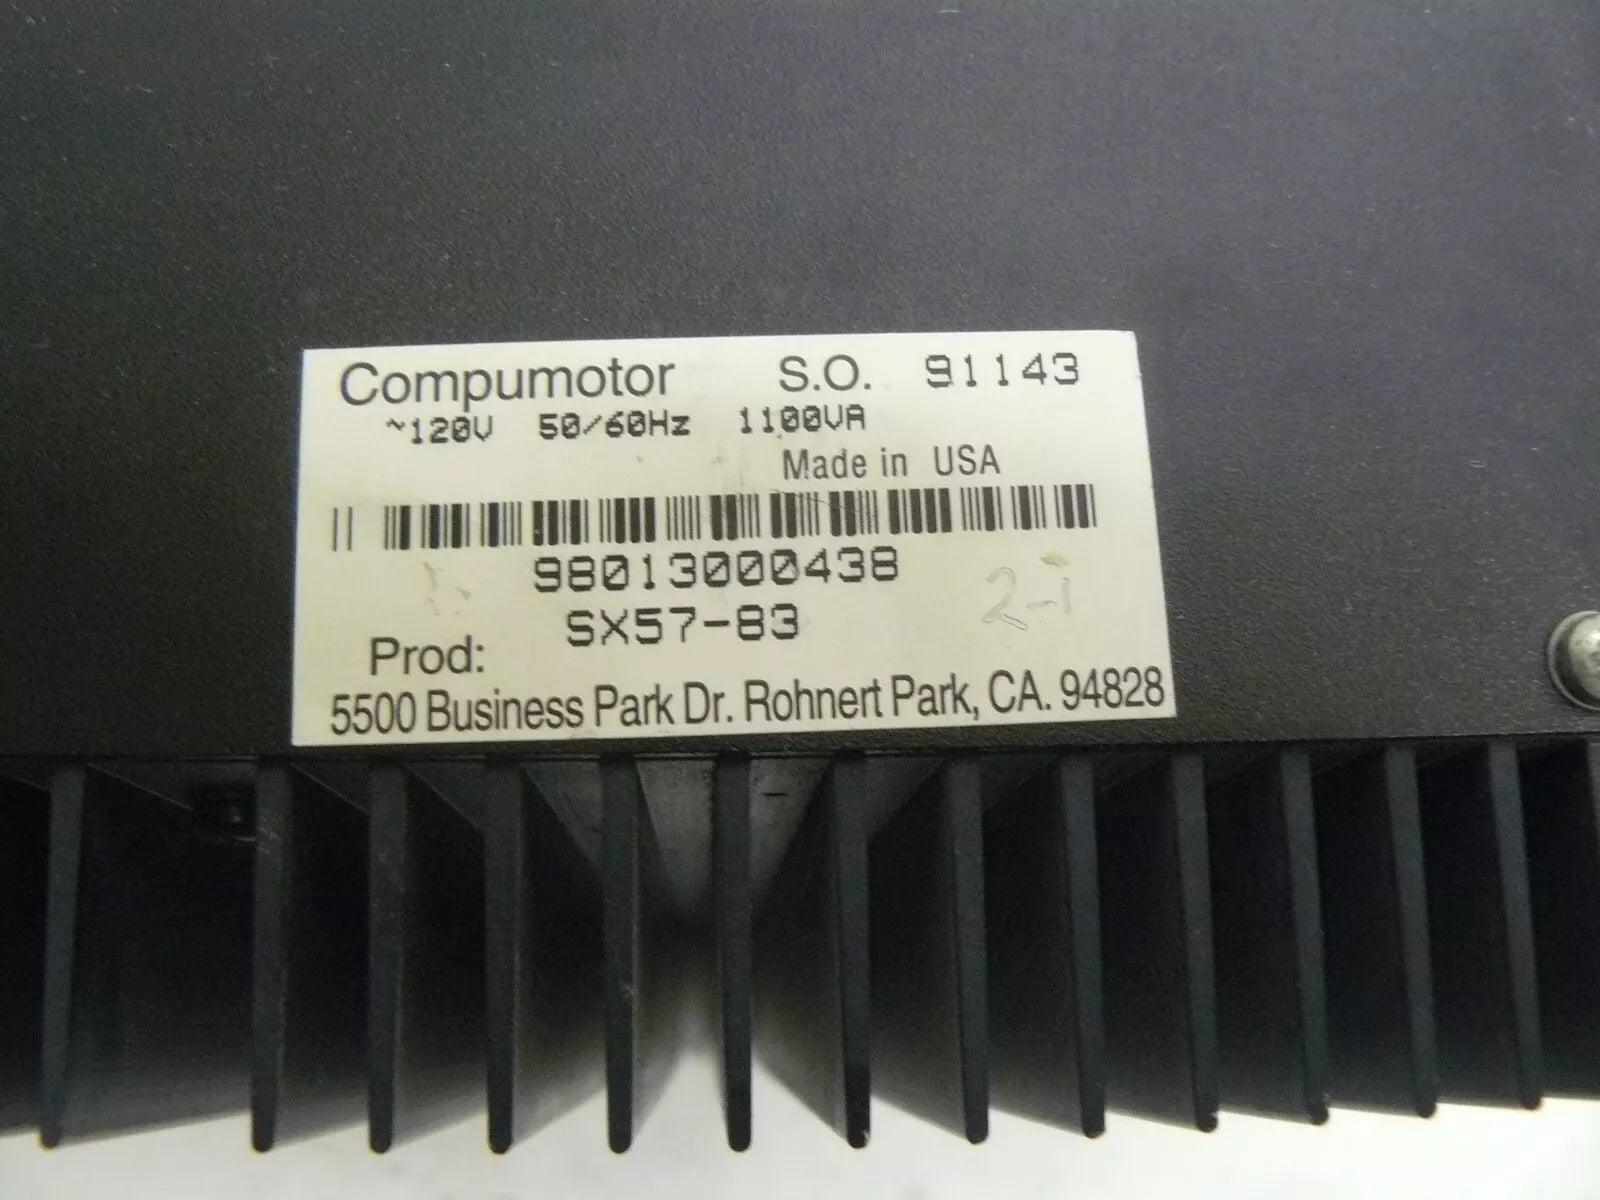 Compumotor S.O. 91143
~120V 50/60Hz 1100VA
Made in USA
98013000438
2-1
SX57-83
Prod:
5500 Business Park Dr. Rohnert Park, CA. 94828